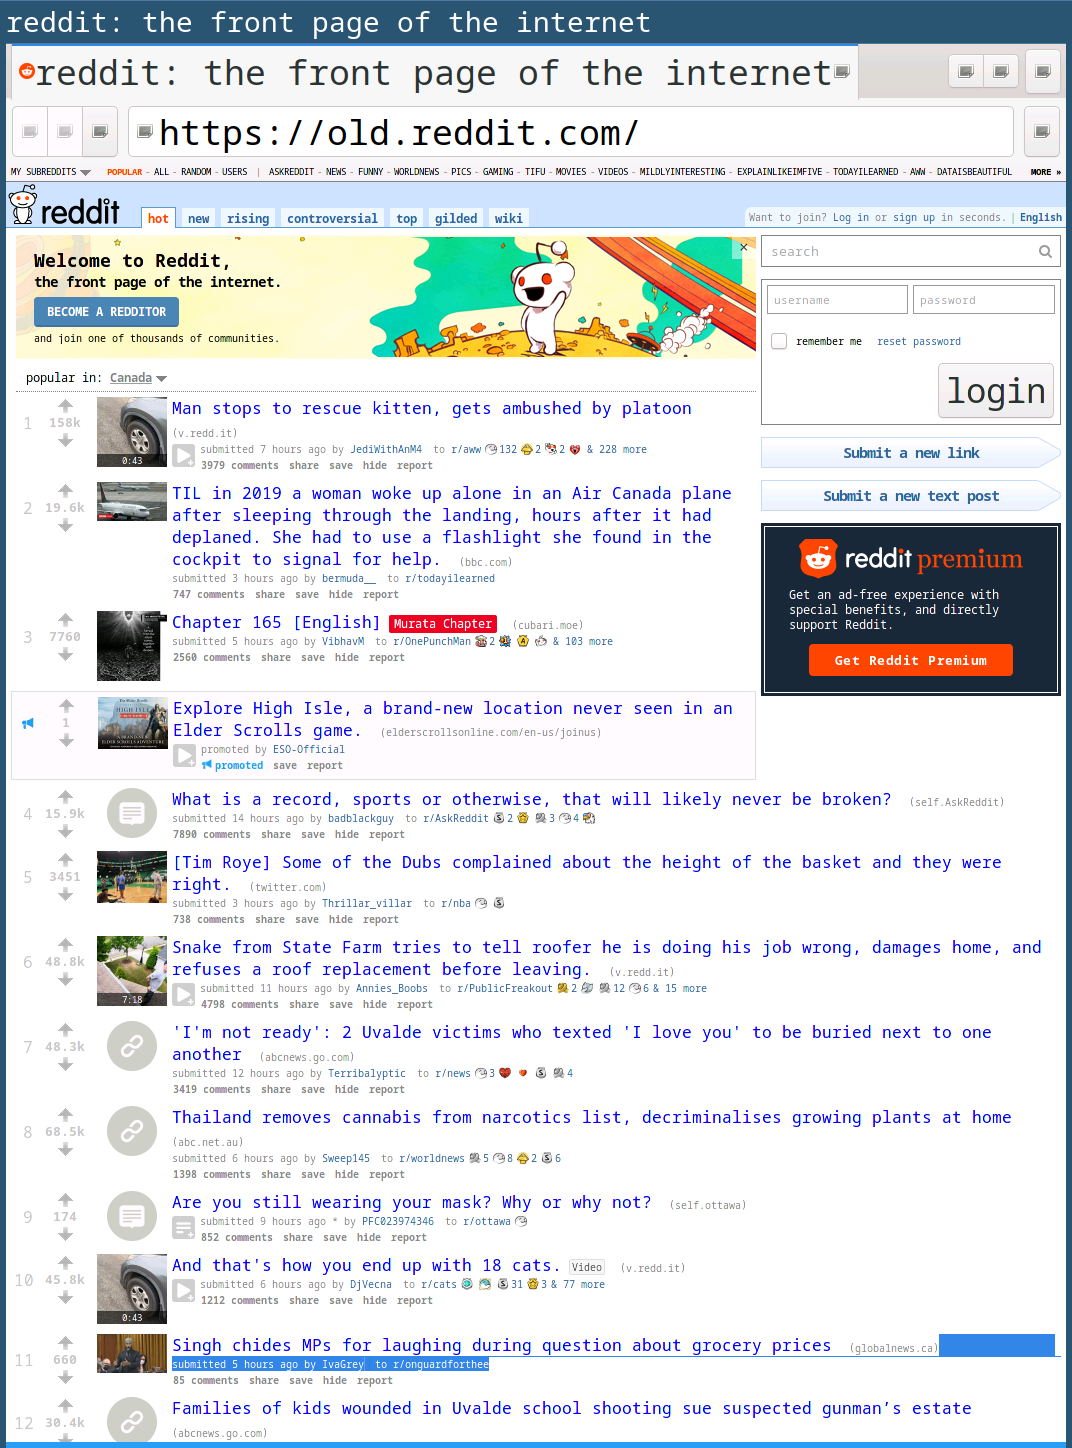 reddit: the front page of the internet
reddit: the front page of the internet
https://old.reddit.com/
MY SUBREDDITS POPULAR - ALL - RANDOM - USERS | ASKREDDIT - NEWS - FUNNY - WORLDNEWS - PICS - GAMING - TIFU - MOVIES - VIDEOS - MILDLYINTERESTING - EXPLAINLIKEIMFIVE - TODAYILEARNED - AWW - DATAISBEAUTIFUL MORE »
reddit hot new rising controversial top gilded wiki
Want to join? Log in or sign up in seconds. | English
Welcome to Reddit,
the front page of the internet.
BECOME A REDDITOR
and join one of thousands of communities.
×
search
username password
remember me reset password
login
Submit a new link
Submit a new text post
reddit premium
Get an ad-free experience with
special benefits, and directly
support Reddit.
Get Reddit Premium
popular in: Canada
1 158k 0:43 Man stops to rescue kitten, gets ambushed by platoon
(v.redd.it)
submitted 7 hours ago by JediWithAnM4 to r/aww 132 2 2 & 228 more
3979 comments share save hide report
2 19.6k TIL in 2019 a woman woke up alone in an Air Canada plane
after sleeping through the landing, hours after it had
deplaned. She had to use a flashlight she found in the
cockpit to signal for help. (bbc.com)
submitted 3 hours ago by bermuda__ to r/todayilearned
747 comments share save hide report
3 7760 Chapter 165 [English] Murata Chapter (cubari.moe)
submitted 5 hours ago by VibhavM to r/OnePunchMan 2 & 103 more
2560 comments share save hide report
1 Explore High Isle, a brand-new location never seen in an
Elder Scrolls game. (elderscrollsonline.com/en-us/joinus)
promoted by ESO-Official
promoted save report
4 15.9k What is a record, sports or otherwise, that will likely never be broken? (self.AskReddit)
submitted 14 hours ago by badblackguy to r/AskReddit 2 3 4
7890 comments share save hide report
5 3451 [Tim Roye] Some of the Dubs complained about the height of the basket and they were
right. (twitter.com)
submitted 3 hours ago by Thrillar_villar to r/nba
738 comments share save hide report
6 48.8k 7:18 Snake from State Farm tries to tell roofer he is doing his job wrong, damages home, and
refuses a roof replacement before leaving. (v.redd.it)
submitted 11 hours ago by Annies_Boobs to r/PublicFreakout 2 12 6 & 15 more
4798 comments share save hide report
7 48.3k 'I'm not ready': 2 Uvalde victims who texted 'I love you' to be buried next to one
another (abcnews.go.com)
submitted 12 hours ago by Terribalyptic to r/news 3 4
3419 comments share save hide report
8 68.5k Thailand removes cannabis from narcotics list, decriminalises growing plants at home
(abc.net.au)
submitted 6 hours ago by Sweep145 to r/worldnews 5 8 2 6
1398 comments share save hide report
9 174 Are you still wearing your mask? Why or why not? (self.ottawa)
submitted 9 hours ago * by PFC023974346 to r/ottawa
852 comments share save hide report
10 45.8k 0:43 And that's how you end up with 18 cats. Video (v.redd.it)
submitted 6 hours ago by DjVecna to r/cats 31 3 & 77 more
1212 comments share save hide report
11 660 Singh chides MPs for laughing during question about grocery prices (globalnews.ca)
submitted 5 hours ago by IvaGrey to r/onguardforthee
85 comments share save hide report
12 30.4k Families of kids wounded in Uvalde school shooting sue suspected gunman’s estate
(abcnews.go.com)